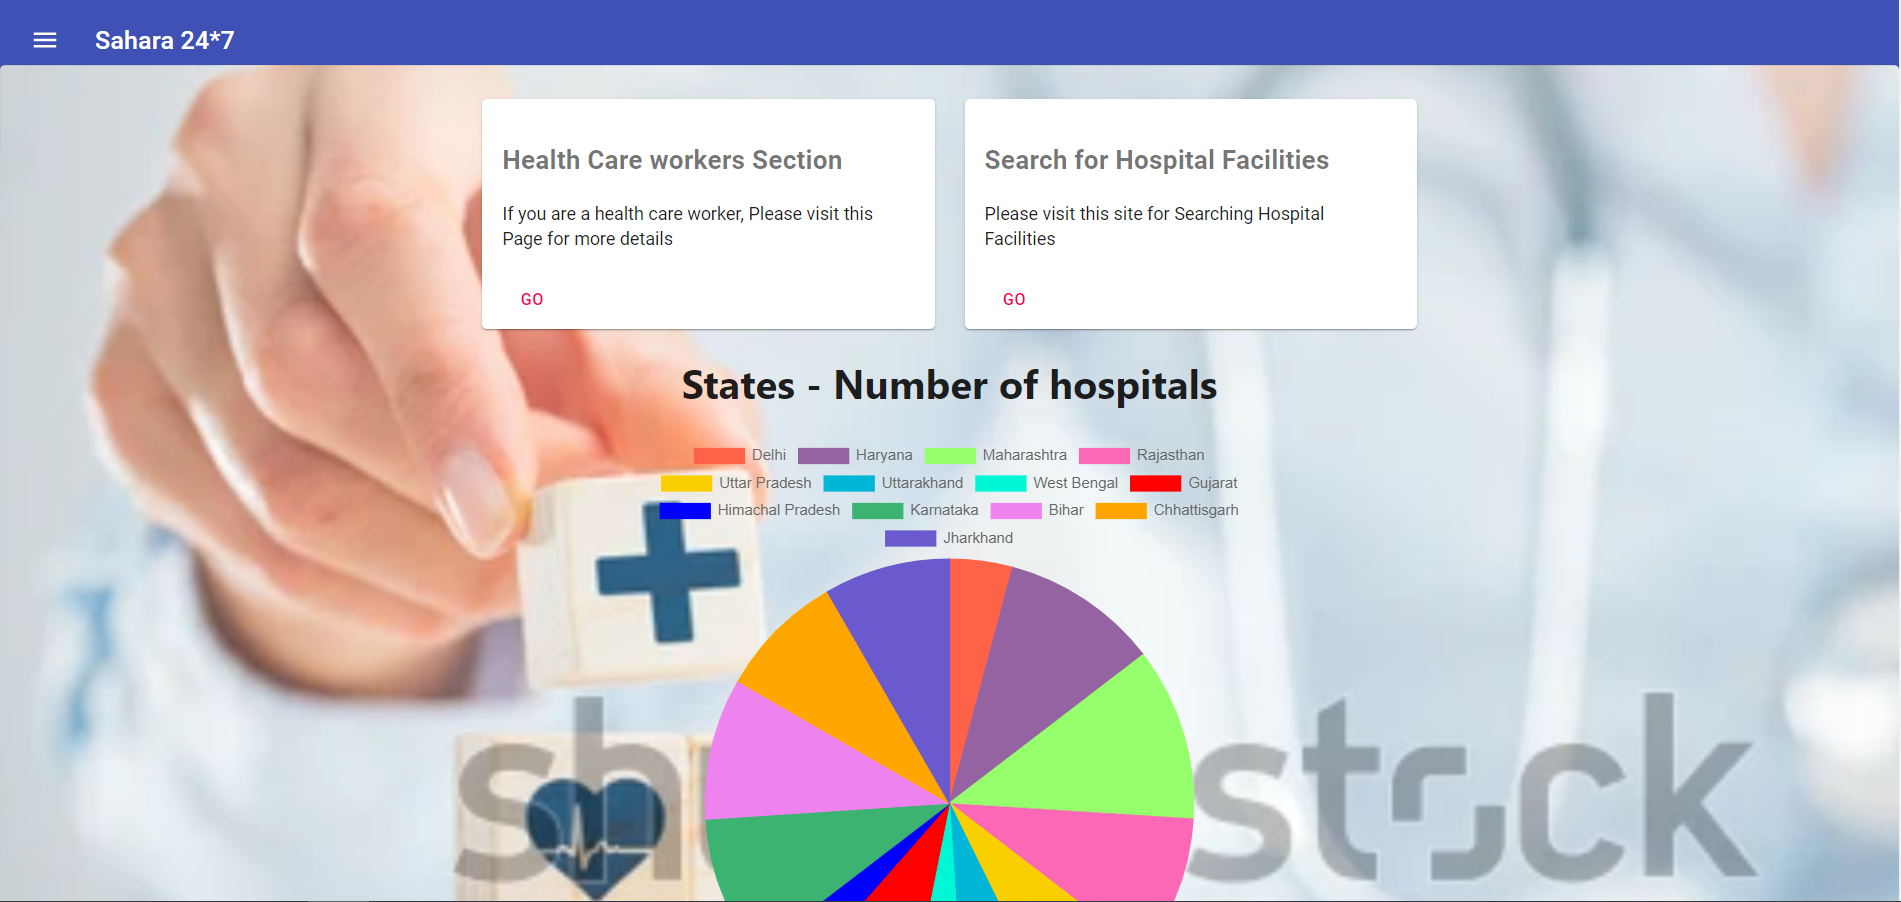 Sahara 24*7
Health Care workers Section
If you are a health care worker, Please visit this
Page for more details
GO
Search for Hospital Facilities
Please visit this site for Searching Hospital
Facilities
GO
States - Number of hospitals
Delhi Haryana Maharashtra Rajasthan
Uttar Pradesh Uttarakhand West Bengal Gujarat
Himachal Pradesh Karnataka Bihar Chhattisgarh
Jharkhand
sh stock